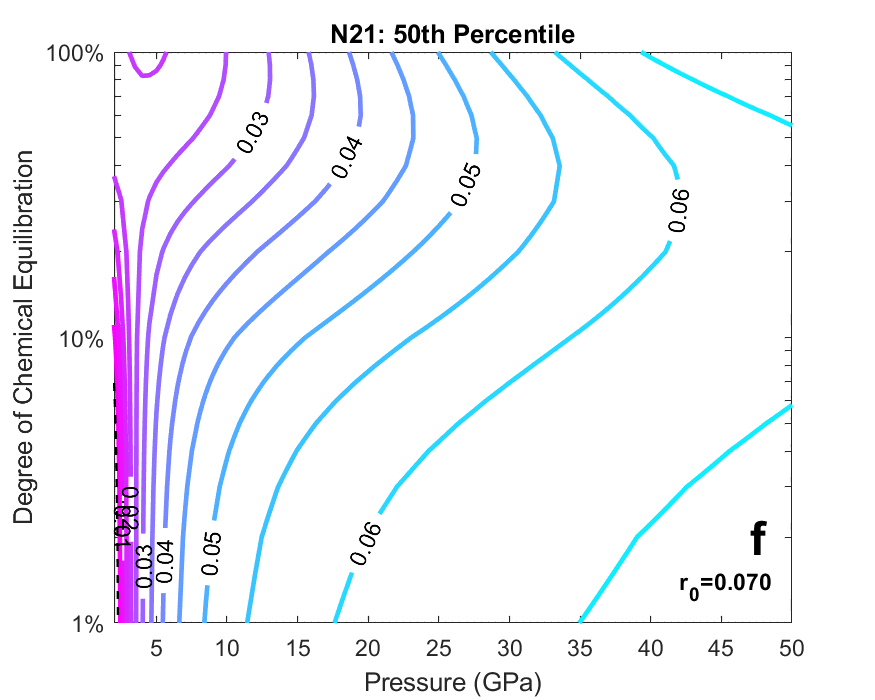 N21: 50th Percentile
100%
10%
1%
Degree of Chemical Equilibration
0.03
0.04
0.05
0.06
0.02
0.03
0.04
0.05
0.06
f
r0=0.070
5 10 15 20 25 30 35 40 45 50
Pressure (GPa)